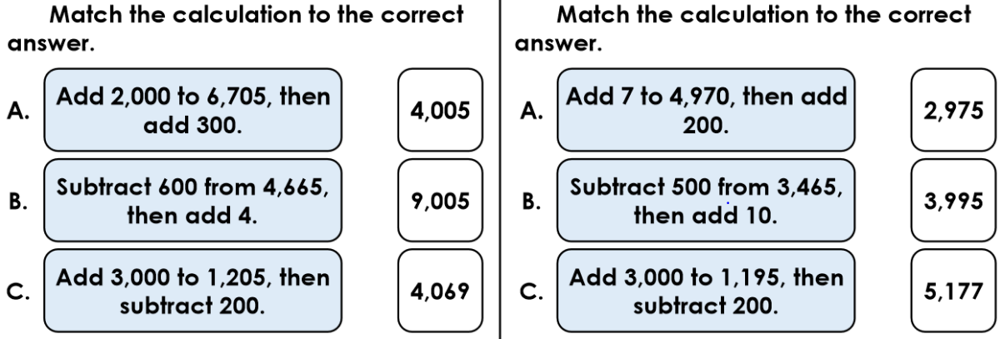 Match the calculation to the correct
answer.
A.
Add 2,000 to 6,705, then
add 300.
4,005
B.
Subtract 600 from 4,665,
then add 4.
9,005
C.
Add 3,000 to 1,205, then
subtract 200.
4,069
Match the calculation to the correct
answer.
A.
Add 7 to 4,970, then add
200.
2,975
B.
Subtract 500 from 3,465,
then add 10.
3,995
C.
Add 3,000 to 1,195, then
subtract 200.
5,177